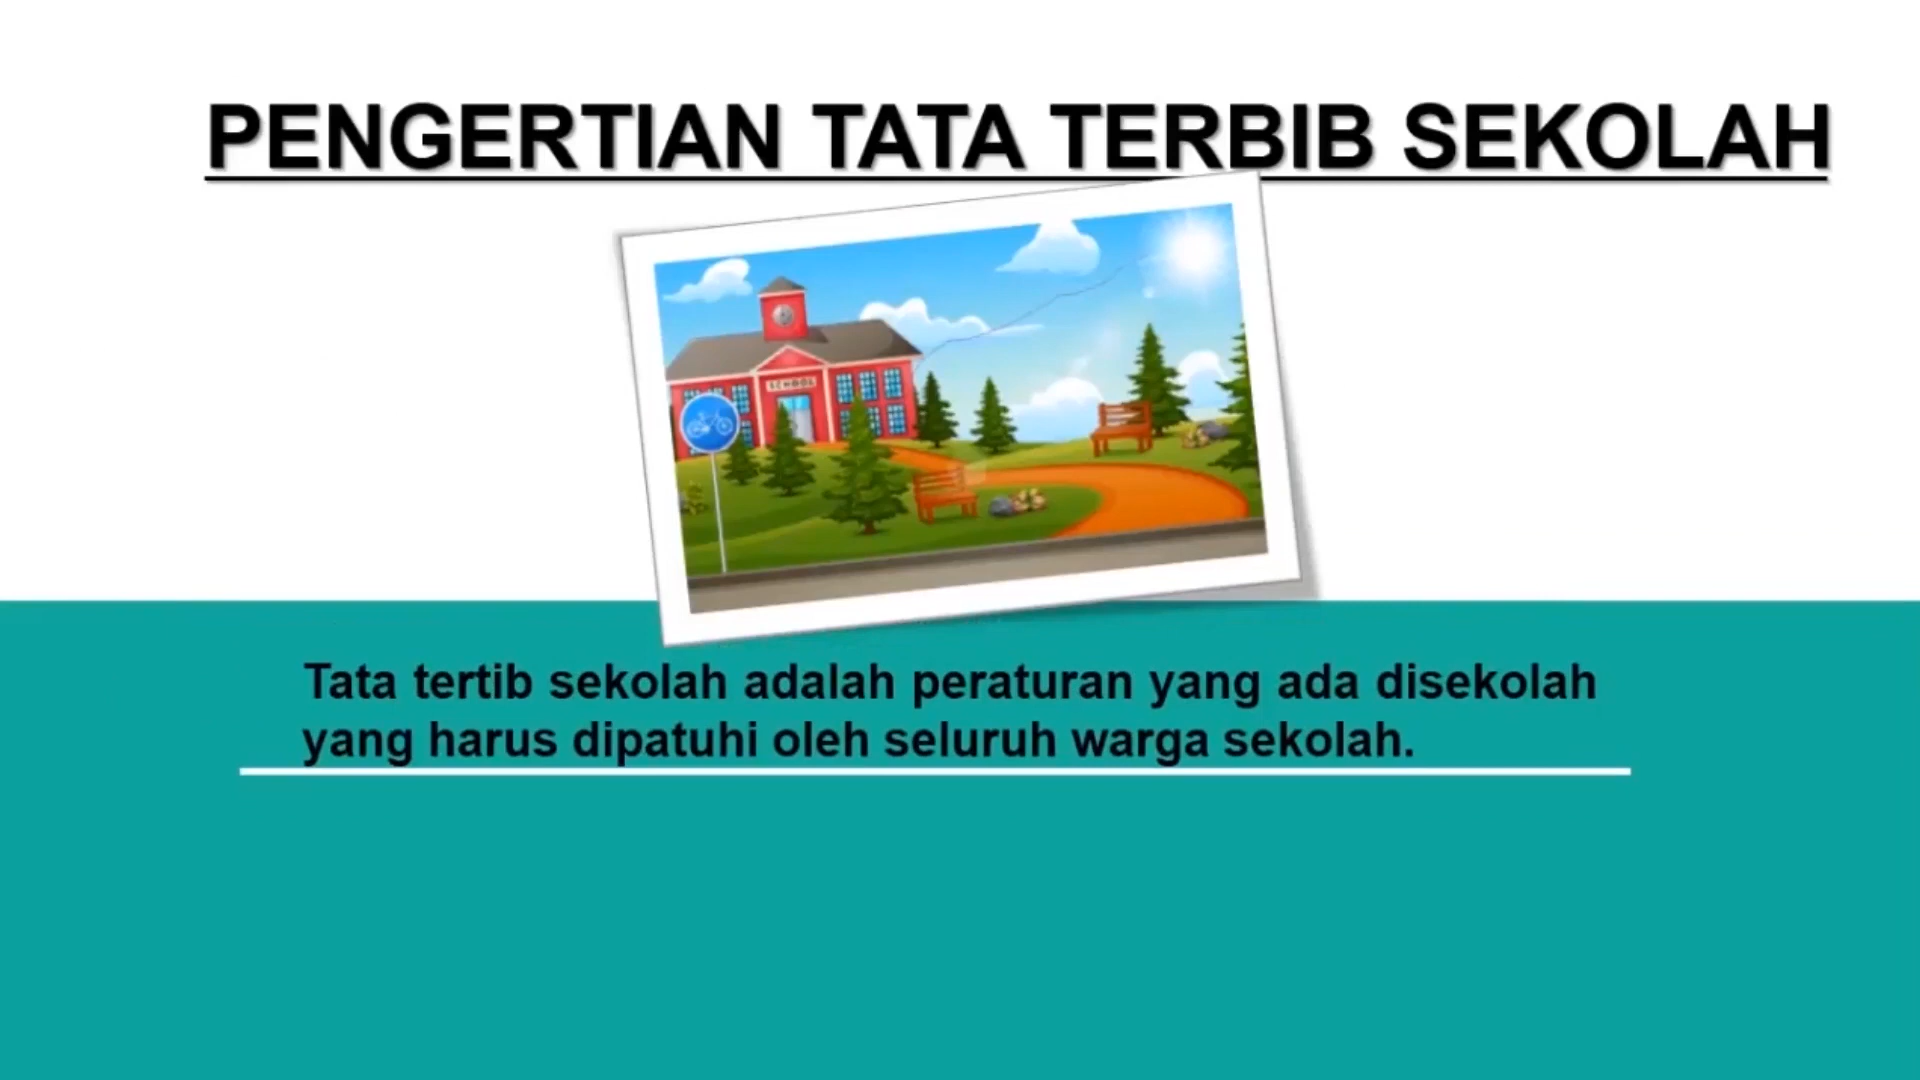 PENGERTIAN TATA TERBIB SEKOLAH
SCHOOL
Tata tertib sekolah adalah peraturan yang ada disekolah
yang harus dipatuhi oleh seluruh warga sekolah.